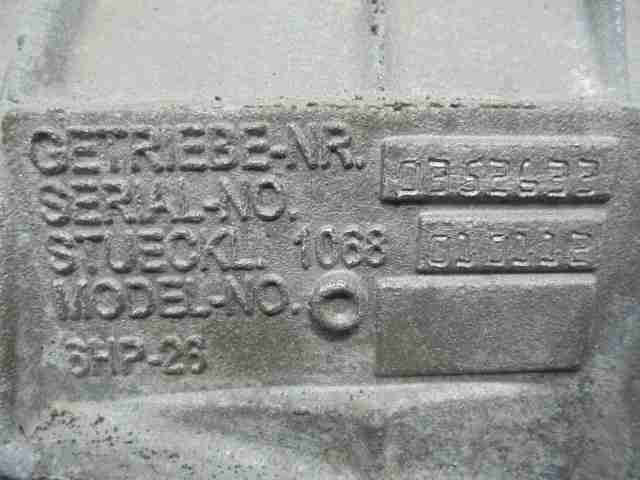 GETRIEBE-NR.
SERIAL-NO.
STUECKL. 1068
MODEL-NO.
6HP-26